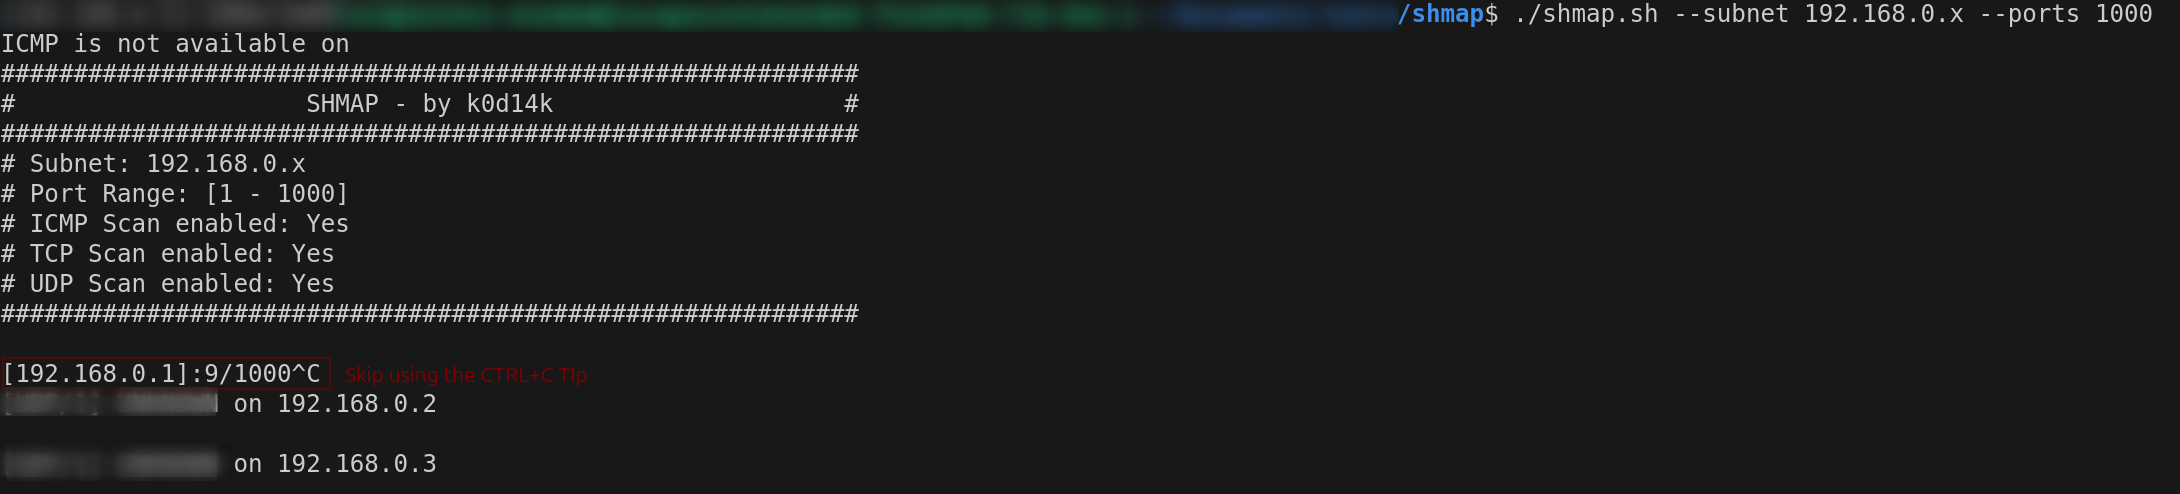 /shmap$ ./shmap.sh --subnet 192.168.0.x --ports 1000
ICMP is not available on
###########################################################
#                    SHMAP - by k0d14k                    #
###########################################################
# Subnet: 192.168.0.x
# Port Range: [1 - 1000]
# ICMP Scan enabled: Yes
# TCP Scan enabled: Yes
# UDP Scan enabled: Yes
###########################################################
[192.168.0.1]:9/1000^C Skip using the CTRL+C TIp
on 192.168.0.2
on 192.168.0.3